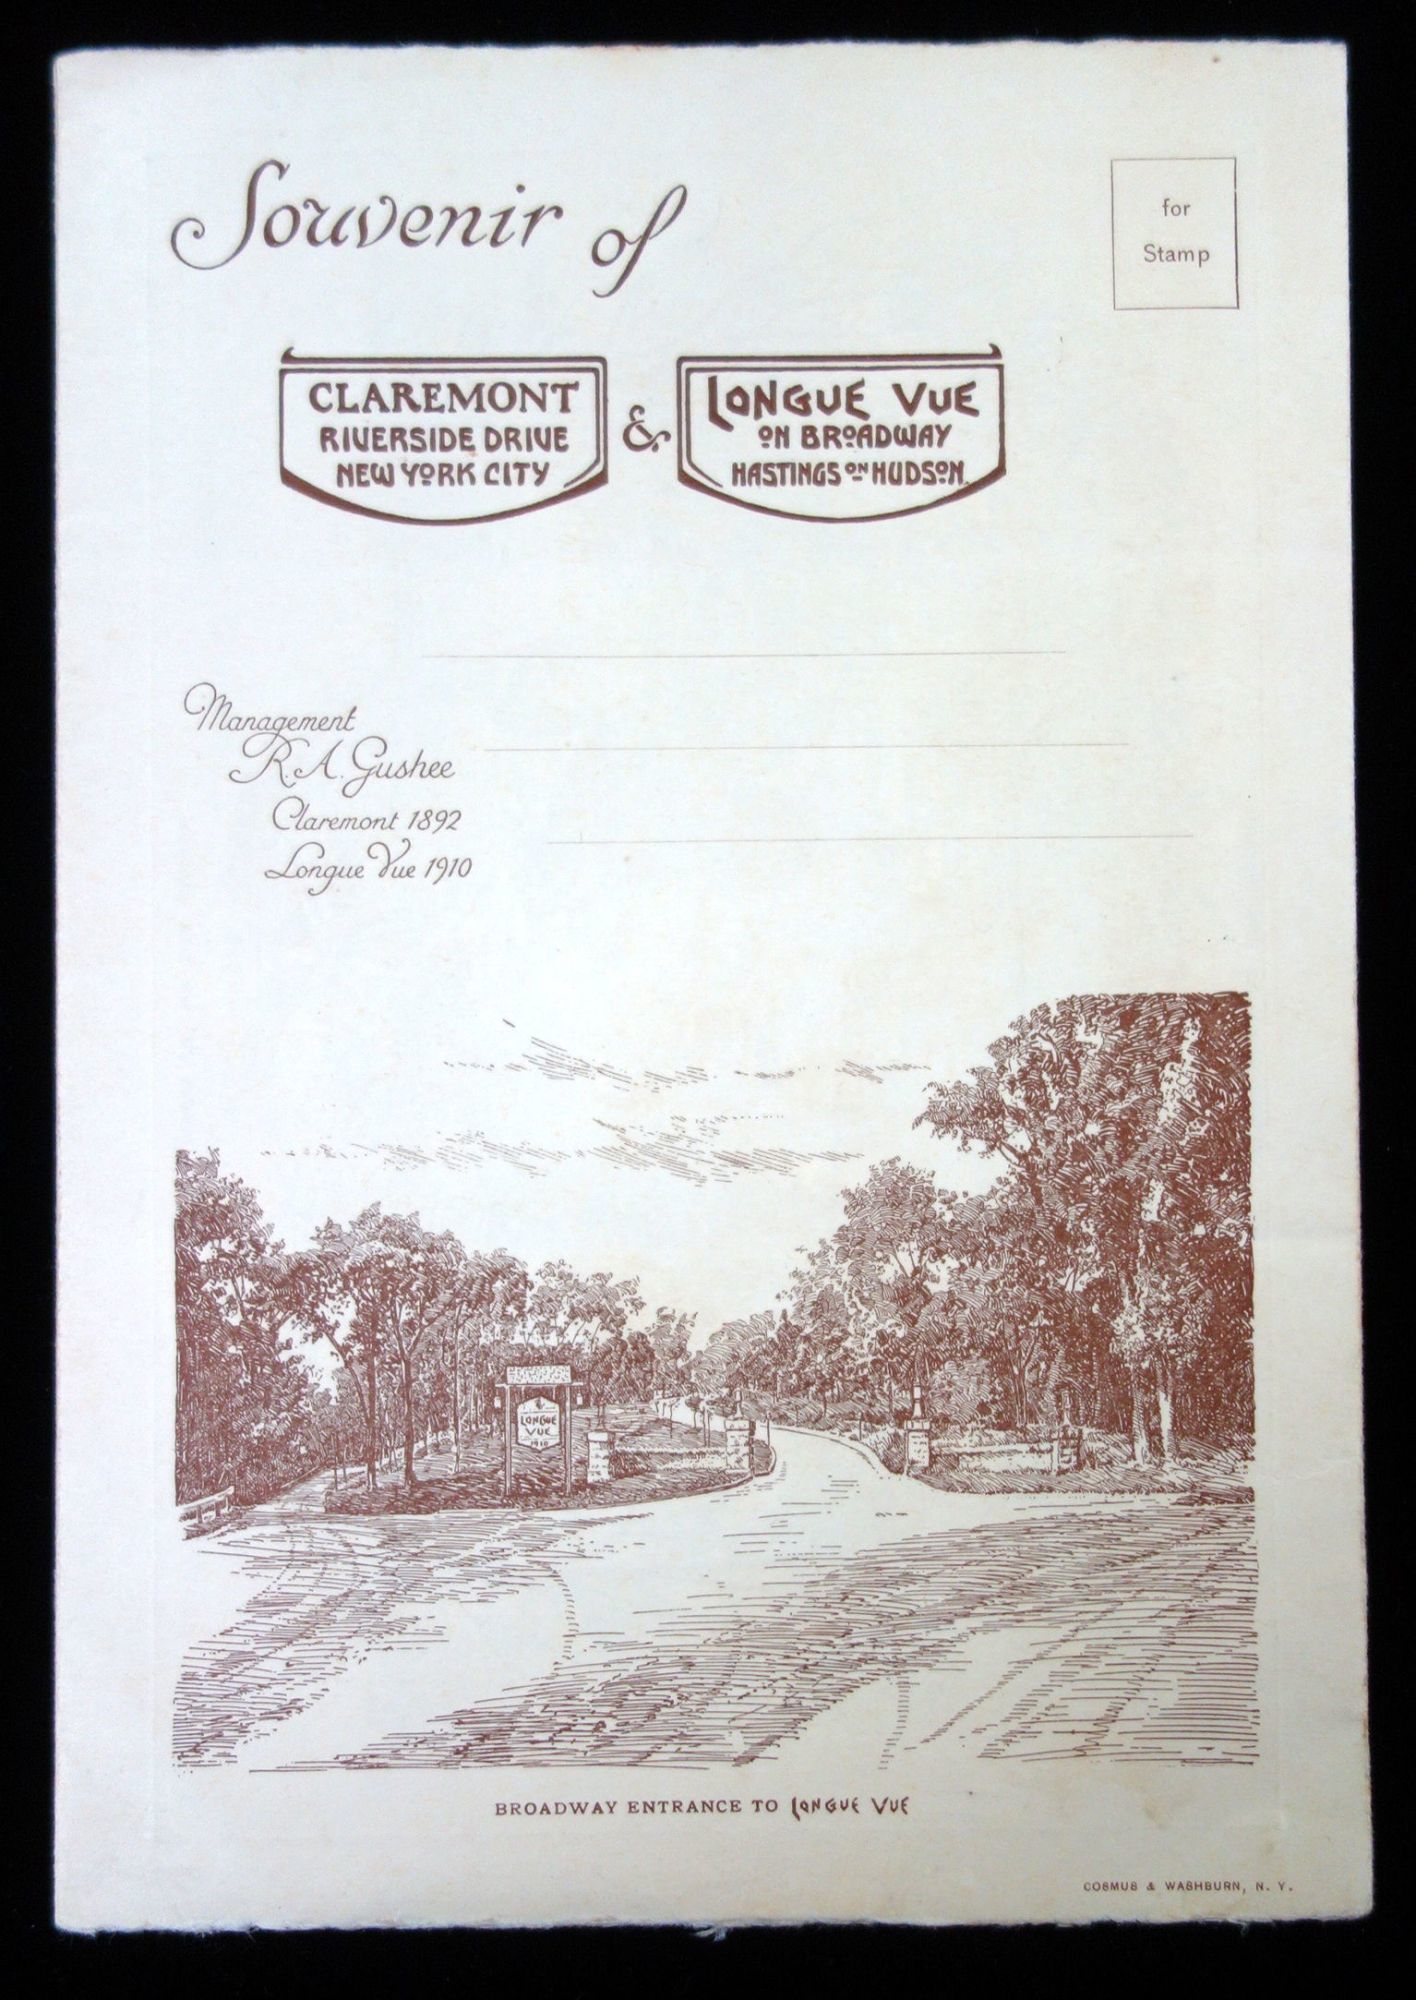 Souvenir of
for
Stamp
CLAREMONT
RIVERSIDE DRIVE
NEW YORK CITY
&
LONGUE VUE
ON BROADWAY
HASTINGS ON HUDSON.
Management
R. A. Gushee
Claremont 1892
Longue Vue 1910
LONGUE
VUE
1910
BROADWAY ENTRANCE TO LONGUE VUE
COSMUS & WASHBURN, N. Y.